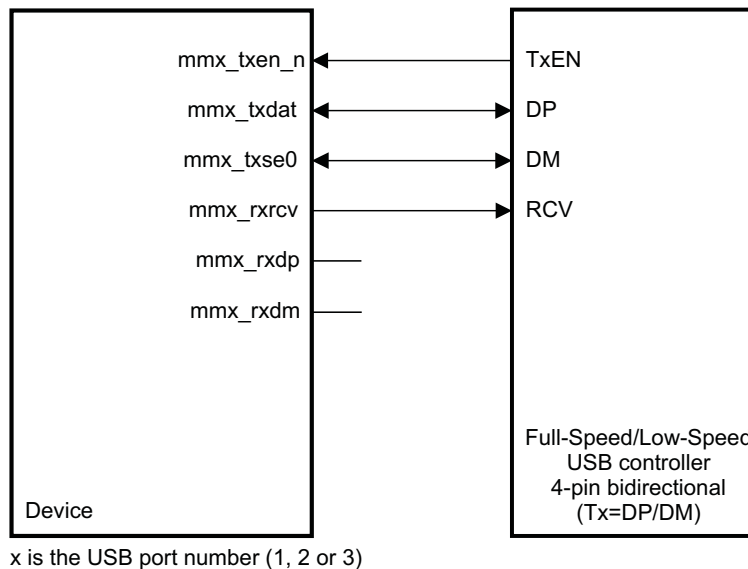 mmx_txen_n
TxEN
mmx_txdat
DP
mmx_txse0
DM
mmx_rxrcv
RCV
mmx_rxdp
mmx_rxdm
Full-Speed/Low-Speed
USB controller
4-pin bidirectional
(Tx=DP/DM)
Device
x is the USB port number (1, 2 or 3)